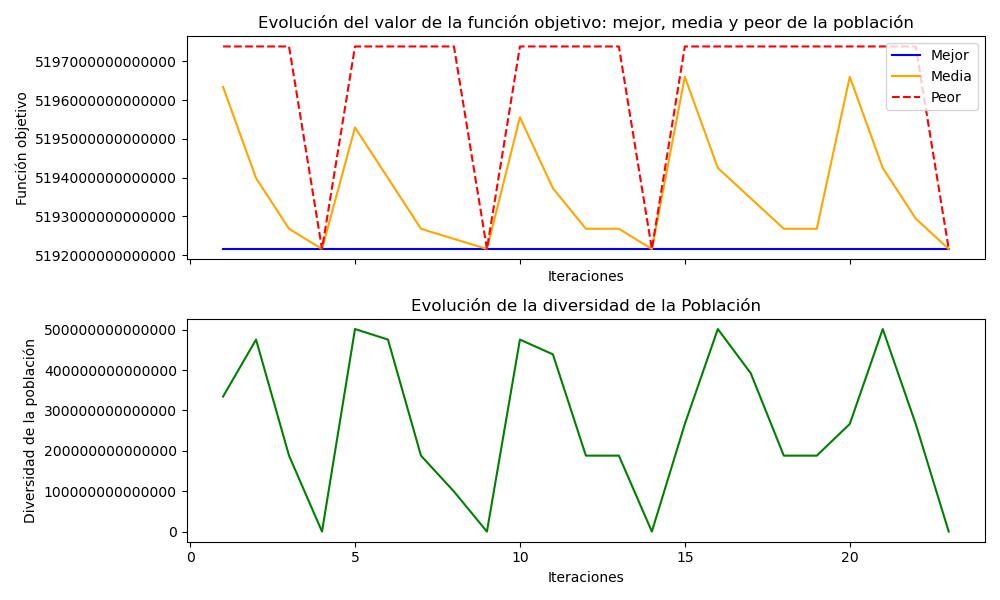 Evolución del valor de la función objetivo: mejor, media y peor de la población
Función objetivo
5197000000000000
5196000000000000
5195000000000000
5194000000000000
5193000000000000
5192000000000000
Mejor
Media
Peor
Iteraciones
Evolución de la diversidad de la Población
Diversidad de la población
500000000000000
400000000000000
300000000000000
200000000000000
100000000000000
0
0 5 10 15 20
Iteraciones